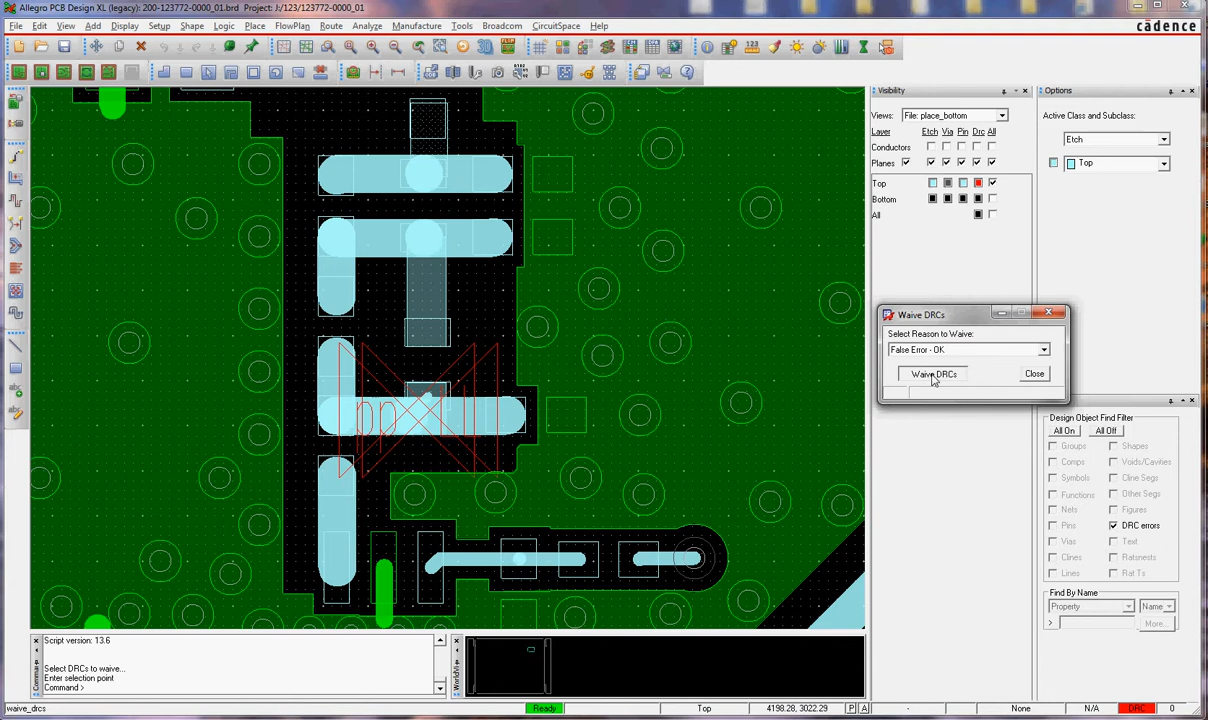 Allegro PCB Design XL (legacy): 200-123772-0000_01.brd Project: J:/123/123772-0000_01
File Edit View Add Display Setup Shape Logic Place FlowPlan Route Analyze Manufacture Tools Beacon CircuitSpace Help
cādence
Visibility
Options
Views: File: place_bottom
Active Class and Subclass:
Layer Etch Via Pin Drc All
Etch
Conductors
Planes
Top
Top
Bottom
All
Waive DRCs
Select Reason to Waive:
False Error - OK
Waive DRCs Close
Design Object Find Filter
All On All Off
Groups Shapes
Comps Voids/Cavities
Symbols Cline Segs
Functions Other Segs
Nets Figures
Pins DRC errors
Vias Text
Clines Ratsnests
Lines Rat Ts
Find By Name
Property Name
> More...
Command
Script version: 13.6
Select DRCs to waive...
Enter selection point
Command >
WorldView
waive_drcs Ready Top 4198.28, 3022.29 P A - None N/A DRC 0